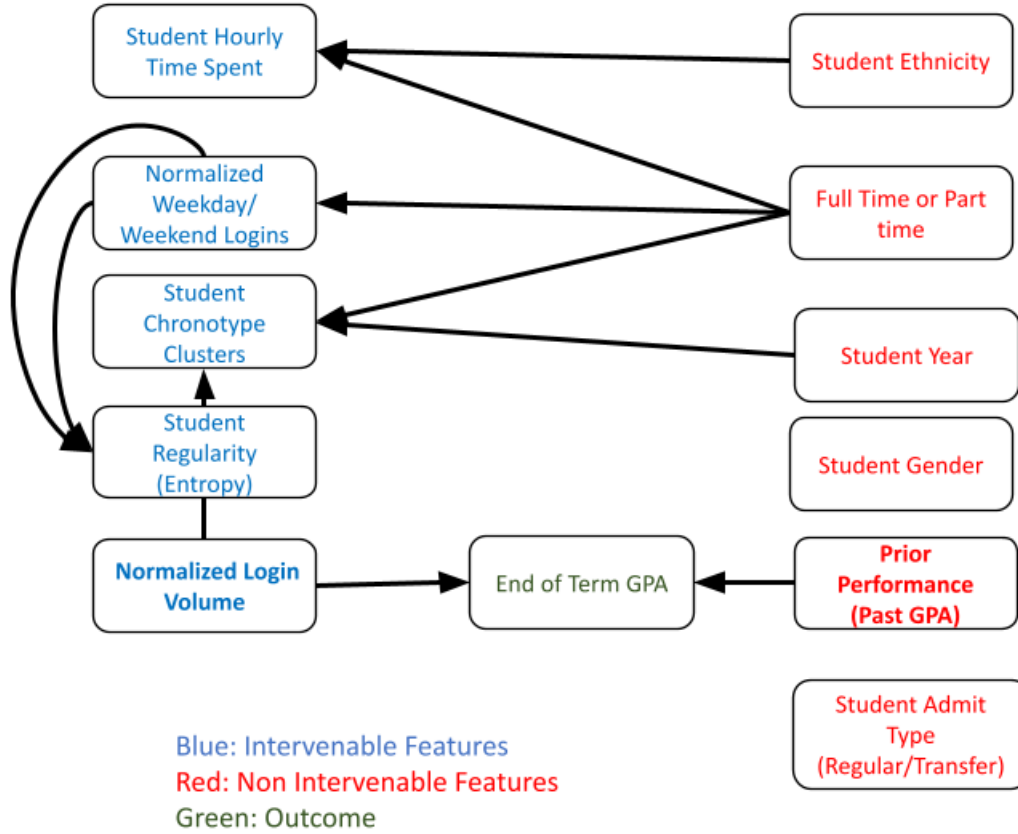 Student Hourly
Time Spent
Student Ethnicity
Normalized
Weekday/
Weekend Logins
Full Time or Part
time
Student
Chronotype
Clusters
Student Year
Student
Regularity
(Entropy)
Student Gender
Normalized Login
Volume
End of Term GPA
Prior
Performance
(Past GPA)
Student Admit
Type
(Regular/Transfer)
Blue: Intervenable Features
Red: Non Intervenable Features
Green: Outcome